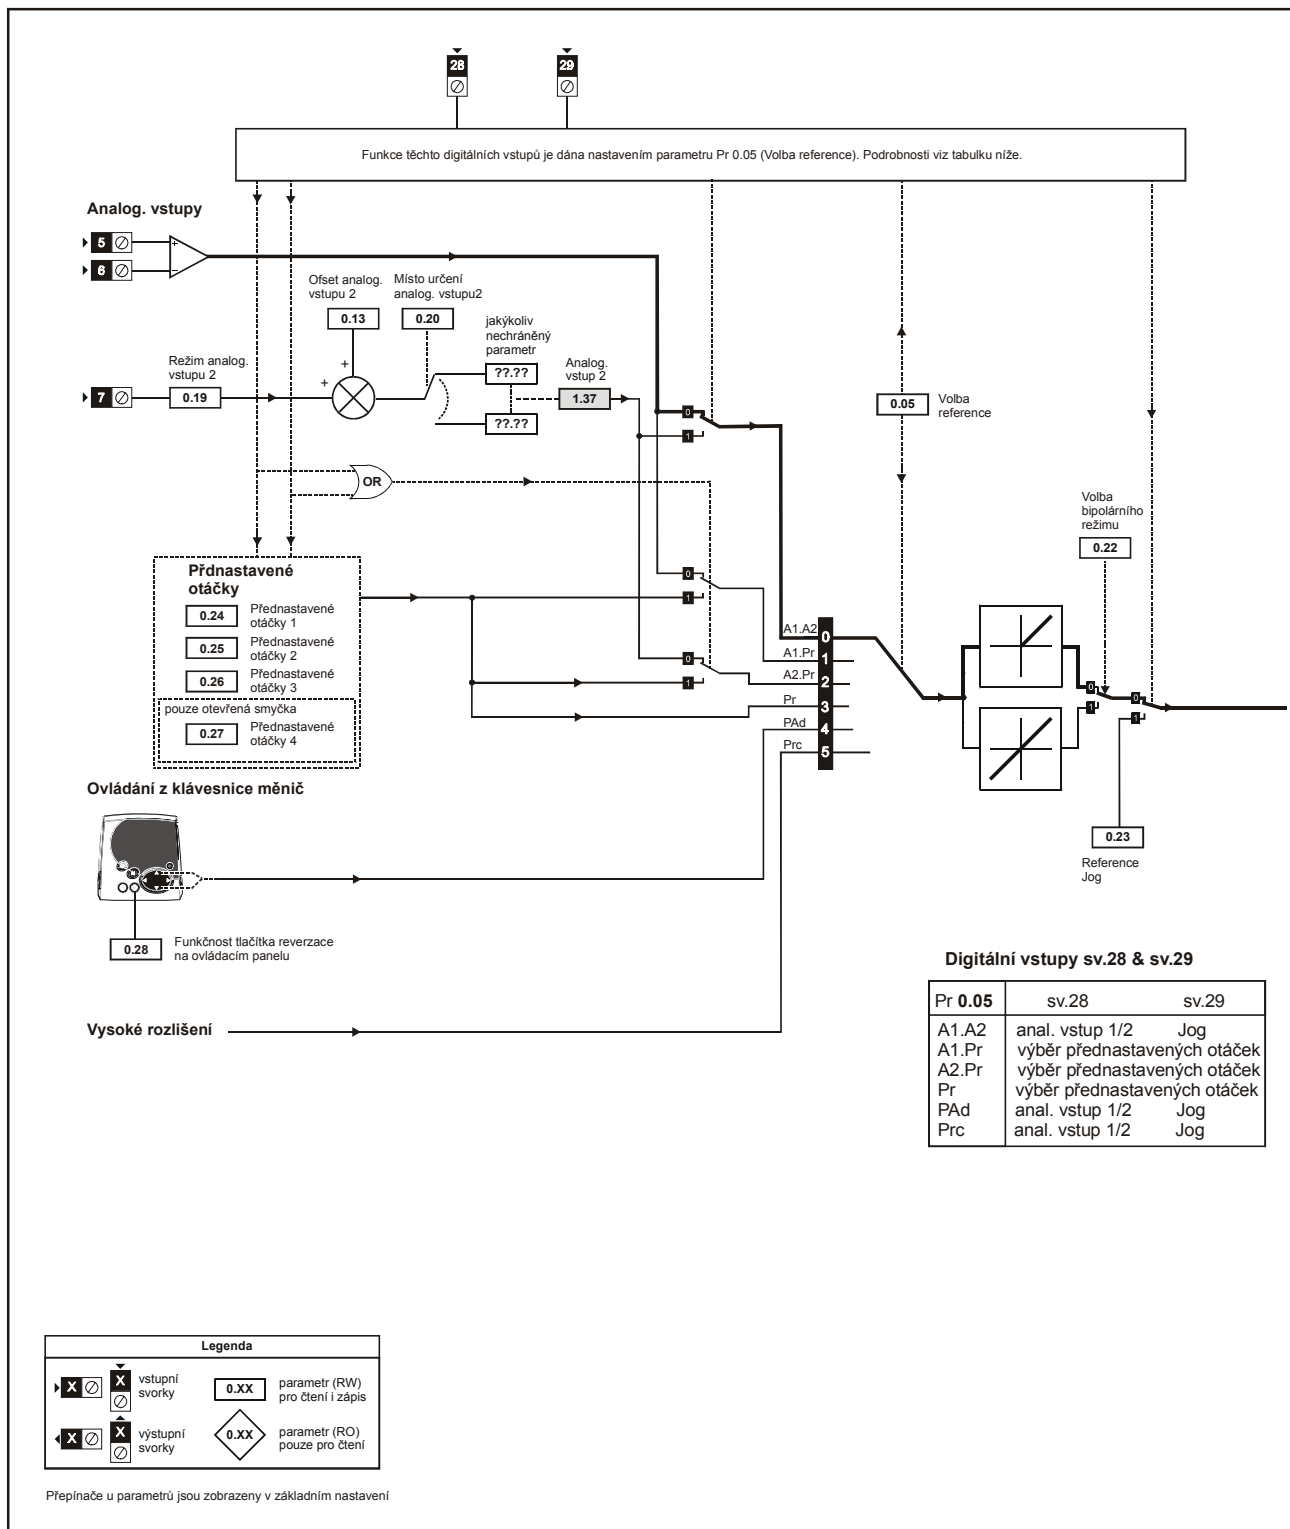 28
29
Funkce těchto digitálních vstupů je dána nastavením parametru Pr 0.05 (Volba reference). Podrobnosti viz tabulku níže.
Analog. vstupy
5
+
6
−
Ofset analog.
vstupu 2
0.13
Místo určení
analog. vstupu2
0.20
jakýkoliv
nechráněný
parametr
??.??
??.??
Režim analog.
vstupu 2
7
0.19
+
+
Analog.
vstup 2
1.37
0
1
0.05
Volba
reference
OR
Volba
bipolárního
režimu
0.22
Přdnastavené
otáčky
0.24
Přednastavené
otáčky 1
0.25
Přednastavené
otáčky 2
0.26
Přednastavené
otáčky 3
pouze otevřená smyčka
0.27
Přednastavené
otáčky 4
0
1
0
1
A1.A2
0
A1.Pr
1
A2.Pr
2
Pr
3
PAd
4
Prc
5
0
1
0
1
0.23
Reference
Jog
Ovládání z klávesnice měnič
0.28
Funkčnost tlačítka reverzace
na ovládacím panelu
Vysoké rozlišení
Digitální vstupy sv.28 & sv.29
Pr 0.05 sv.28 sv.29
A1.A2 anal. vstup 1/2 Jog
A1.Pr výběr přednastavených otáček
A2.Pr výběr přednastavených otáček
Pr výběr přednastavených otáček
PAd anal. vstup 1/2 Jog
Prc anal. vstup 1/2 Jog
Legenda
X
X
vstupní
svorky
0.XX
parametr (RW)
pro čtení i zápis
X
X
výstupní
svorky
0.XX
parametr (RO)
pouze pro čtení
Přepínače u parametrů jsou zobrazeny v základním nastavení